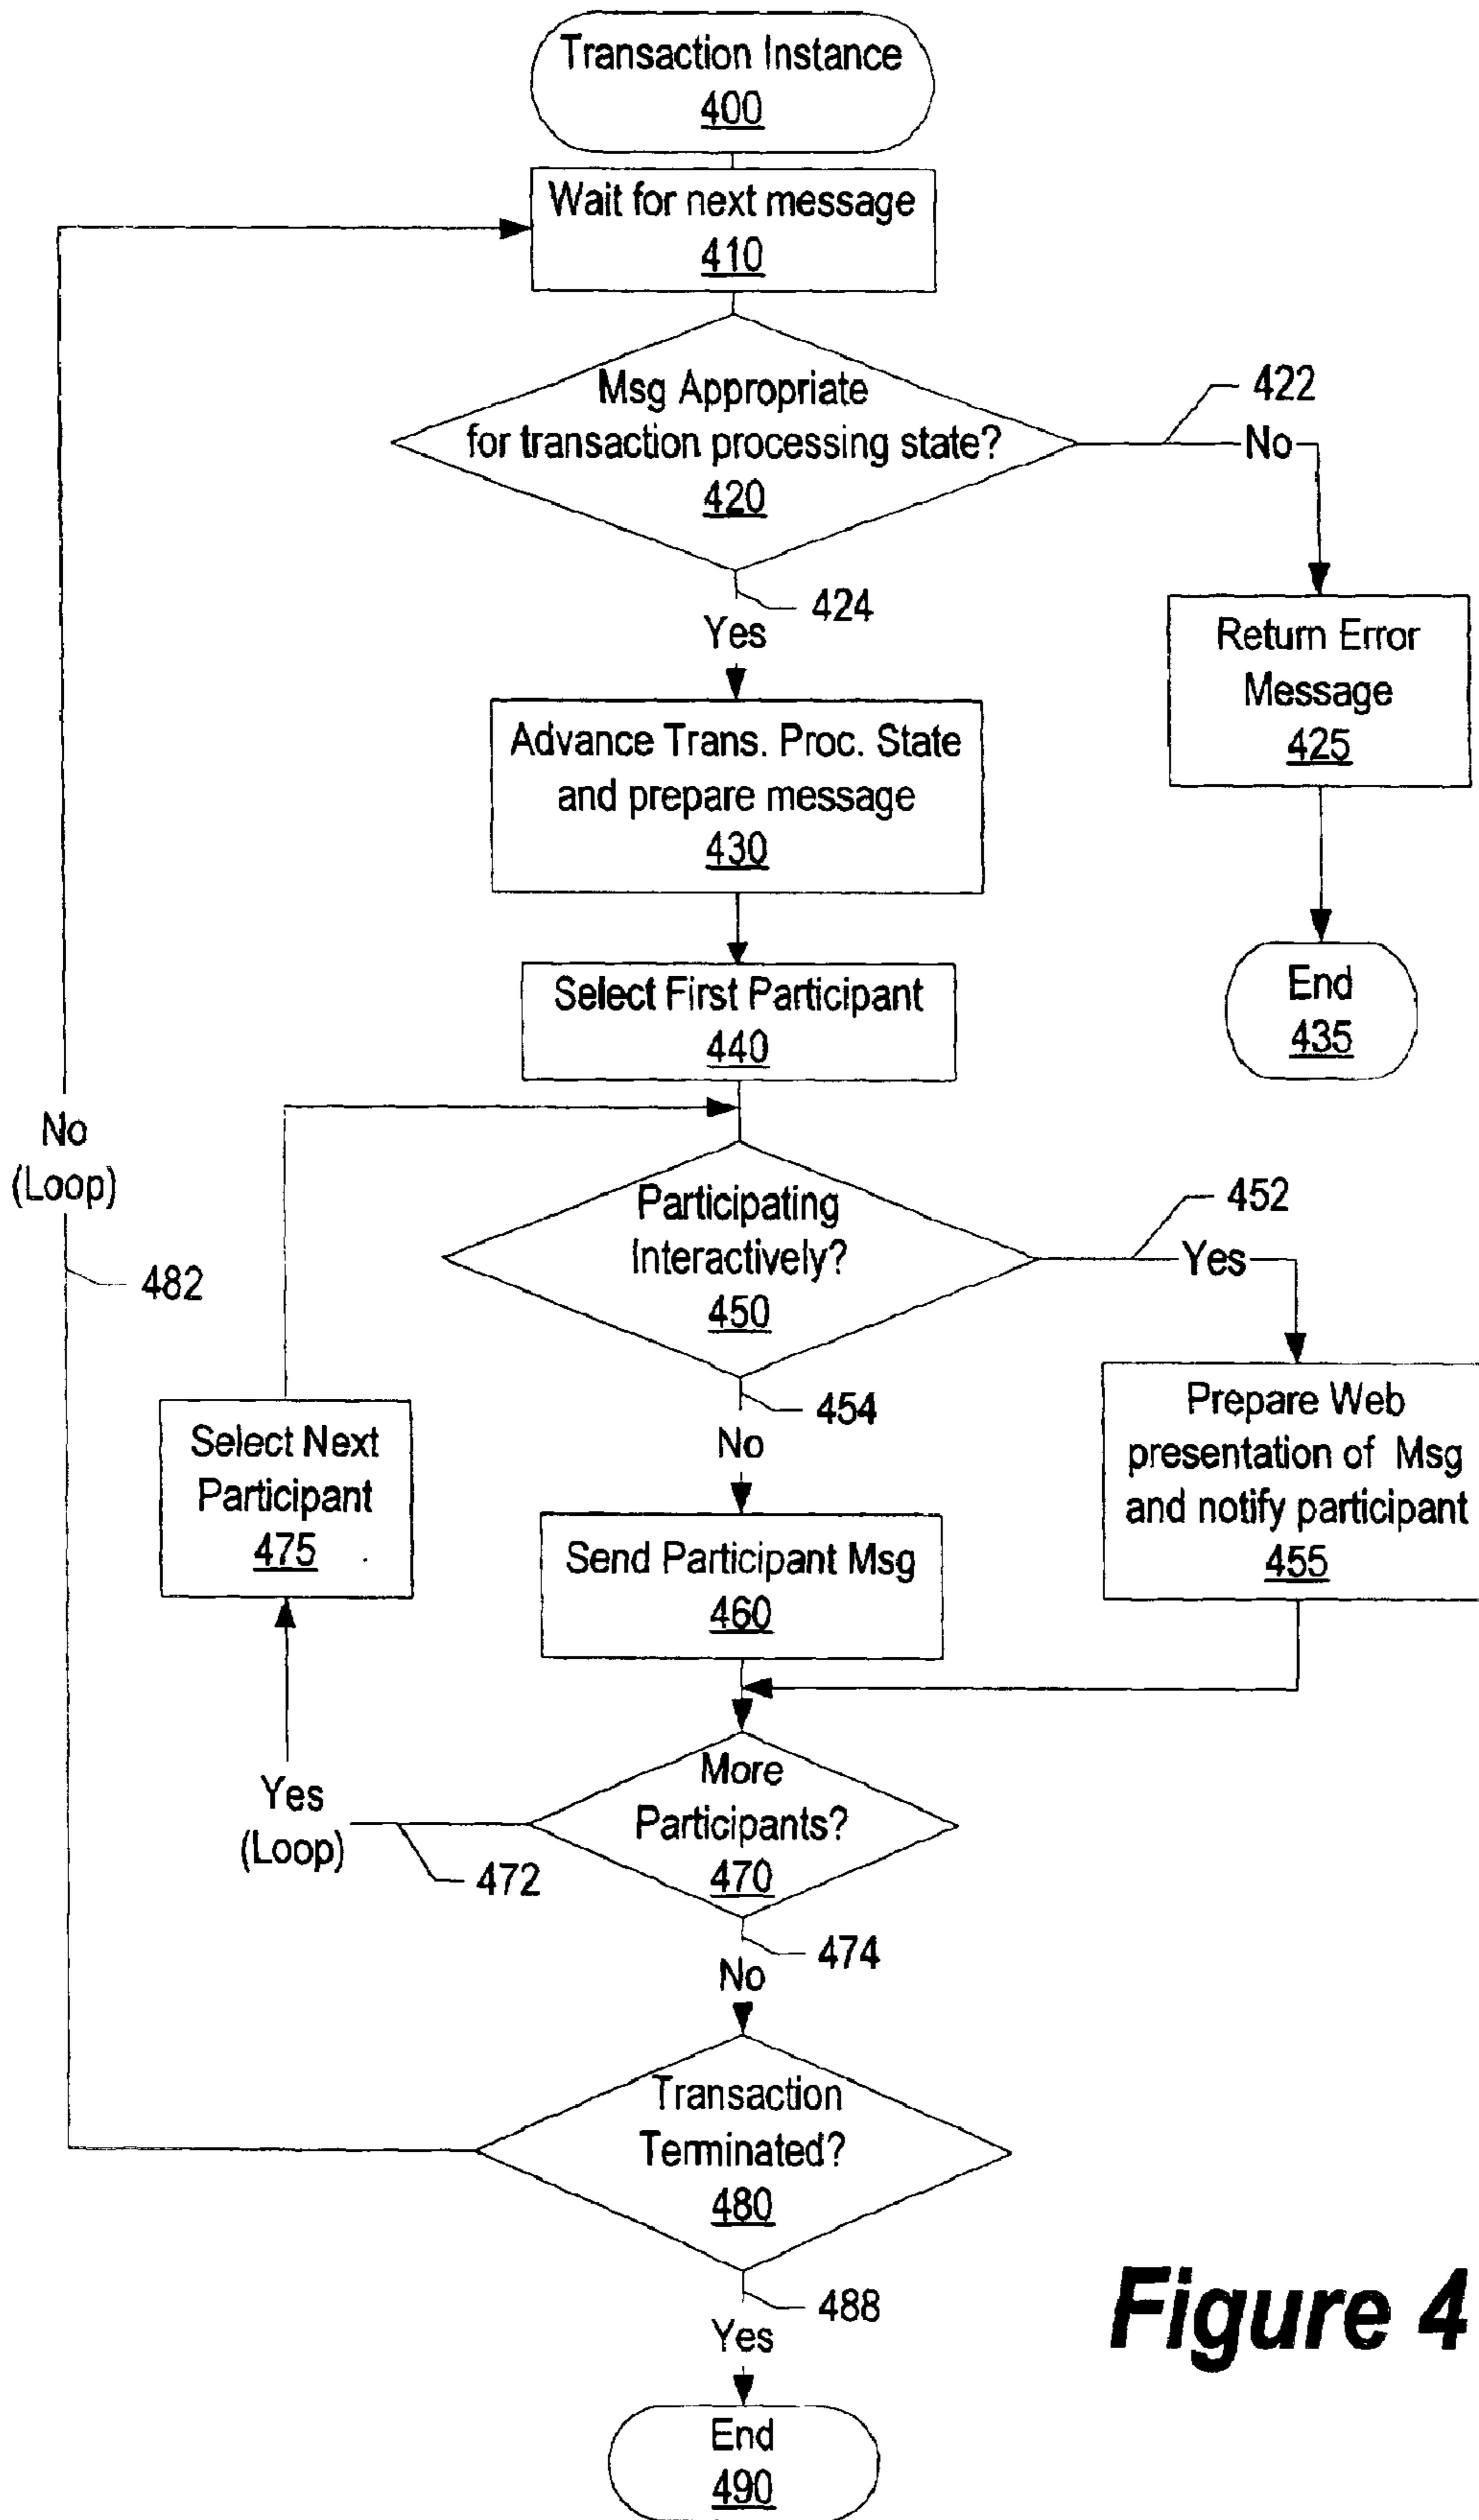 Transaction Instance
400
Wait for next message
410
Msg Appropriate
for transaction processing state?
420
422
No
424
Yes
Return Error
Message
425
Advance Trans. Proc. State
and prepare message
430
End
435
Select First Participant
440
No
(Loop)
482
Participating
Interactively?
450
452
Yes
454
No
Select Next
Participant
475
Prepare Web
presentation of Msg
and notify participant
455
Send Participant Msg
460
More
Participants?
470
Yes
(Loop)
472
474
No
Transaction
Terminated?
480
488
Yes
End
490
Figure 4